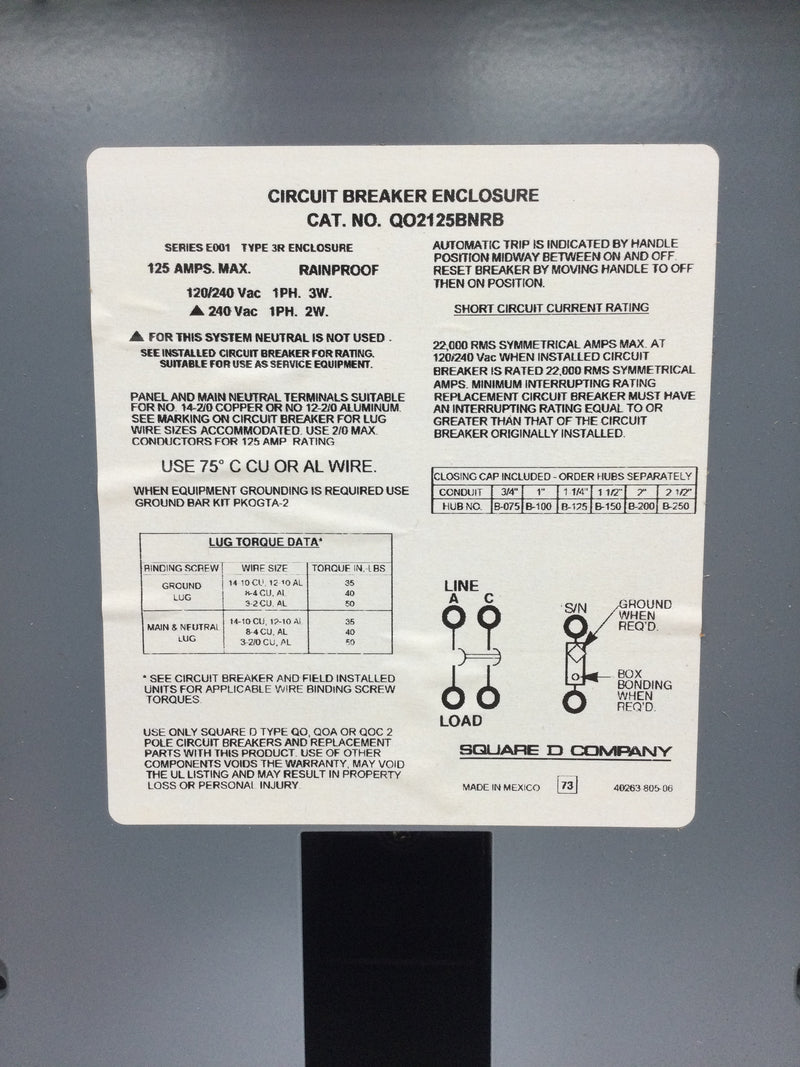 CIRCUIT BREAKER ENCLOSURE
CAT. NO. QO2125BNRB
SERIES E001 TYPE 3R ENCLOSURE
125 AMPS. MAX. RAINPROOF
120/240 Vac 1PH. 3W.
▲ 240 Vac 1PH. 2W.
▲ FOR THIS SYSTEM NEUTRAL IS NOT USED.
SEE INSTALLED CIRCUIT BREAKER FOR RATING.
SUITABLE FOR USE AS SERVICE EQUIPMENT.
PANEL AND MAIN NEUTRAL TERMINALS SUITABLE
FOR NO. 14-2/0 COPPER OR NO 12-2/0 ALUMINUM.
SEE MARKING ON CIRCUIT BREAKER FOR LUG
WIRE SIZES ACCOMMODATED. USE 2/0 MAX.
CONDUCTORS FOR 125 AMP RATING
USE 75° C CU OR AL WIRE.
WHEN EQUIPMENT GROUNDING IS REQUIRED USE
GROUND BAR KIT PKOGTA-2
LUG TORQUE DATA*
BINDING SCREW WIRE SIZE TORQUE IN.-LBS
GROUND LUG
14-10 CU, 12-10 AL 35
8-4 CU, AL 40
3-2 CU, AL 50
MAIN & NEUTRAL LUG
14-10 CU, 12-10 AL 35
8-4 CU, AL 40
3-2/0 CU, AL 50
* SEE CIRCUIT BREAKER AND FIELD INSTALLED
UNITS FOR APPLICABLE WIRE BINDING SCREW
TORQUES
USE ONLY SQUARE D TYPE QO, QOA OR QOC 2
POLE CIRCUIT BREAKERS AND REPLACEMENT
PARTS WITH THIS PRODUCT. USE OF OTHER
COMPONENTS VOIDS THE WARRANTY, MAY VOID
THE UL LISTING AND MAY RESULT IN PROPERTY
LOSS OR PERSONAL INJURY
AUTOMATIC TRIP IS INDICATED BY HANDLE
POSITION MIDWAY BETWEEN ON AND OFF.
RESET BREAKER BY MOVING HANDLE TO OFF
THEN ON POSITION.
SHORT CIRCUIT CURRENT RATING
22,000 RMS SYMMETRICAL AMPS MAX. AT
120/240 Vac WHEN INSTALLED CIRCUIT
BREAKER IS RATED 22,000 RMS SYMMETRICAL
AMPS. MINIMUM INTERRUPTING RATING
REPLACEMENT CIRCUIT BREAKER MUST HAVE
AN INTERRUPTING RATING EQUAL TO OR
GREATER THAN THAT OF THE CIRCUIT
BREAKER ORIGINALLY INSTALLED.
CLOSING CAP INCLUDED - ORDER HUBS SEPARATELY
CONDUIT 3/4" 1" 1 1/4" 1 1/2" 2" 2 1/2"
HUB NO. B-075 B-100 B-125 B-150 B-200 B-250
LINE
A C
LOAD
S/N
GROUND
WHEN
REQ'D.
BOX
BONDING
WHEN
REQ'D.
SQUARE D COMPANY
MADE IN MEXICO 73 40263-805-06